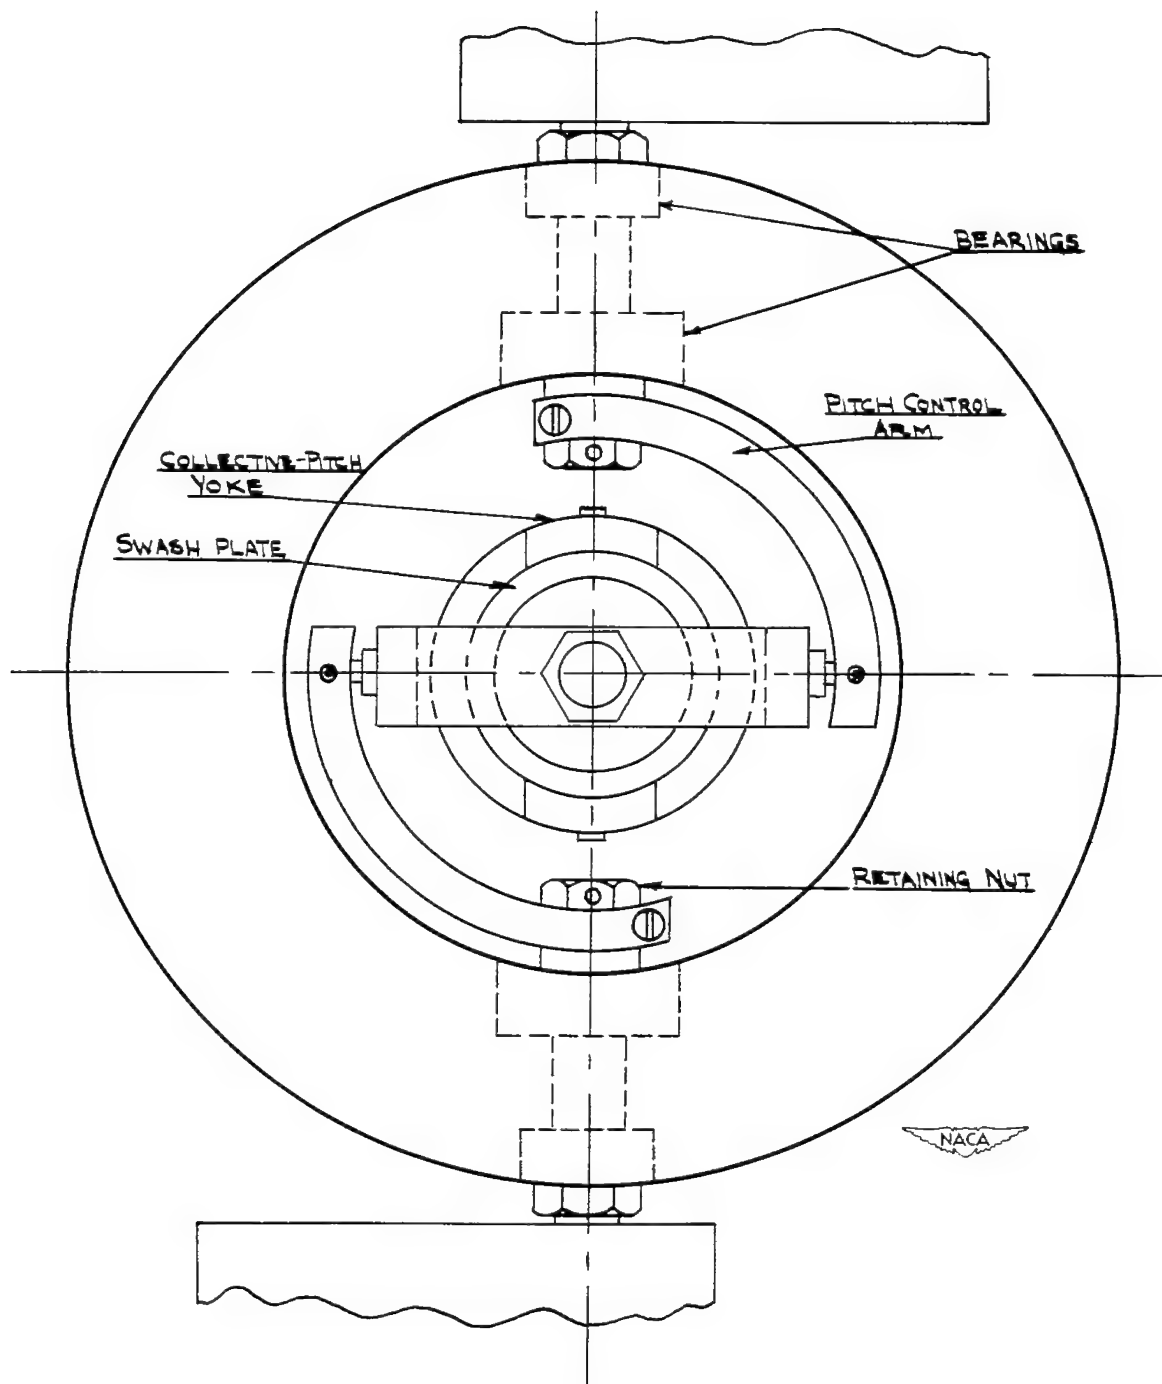 BEARINGS
PITCH CONTROL
ARM
COLLECTIVE-PITCH
YOKE
SWASH PLATE
RETAINING NUT
NACA